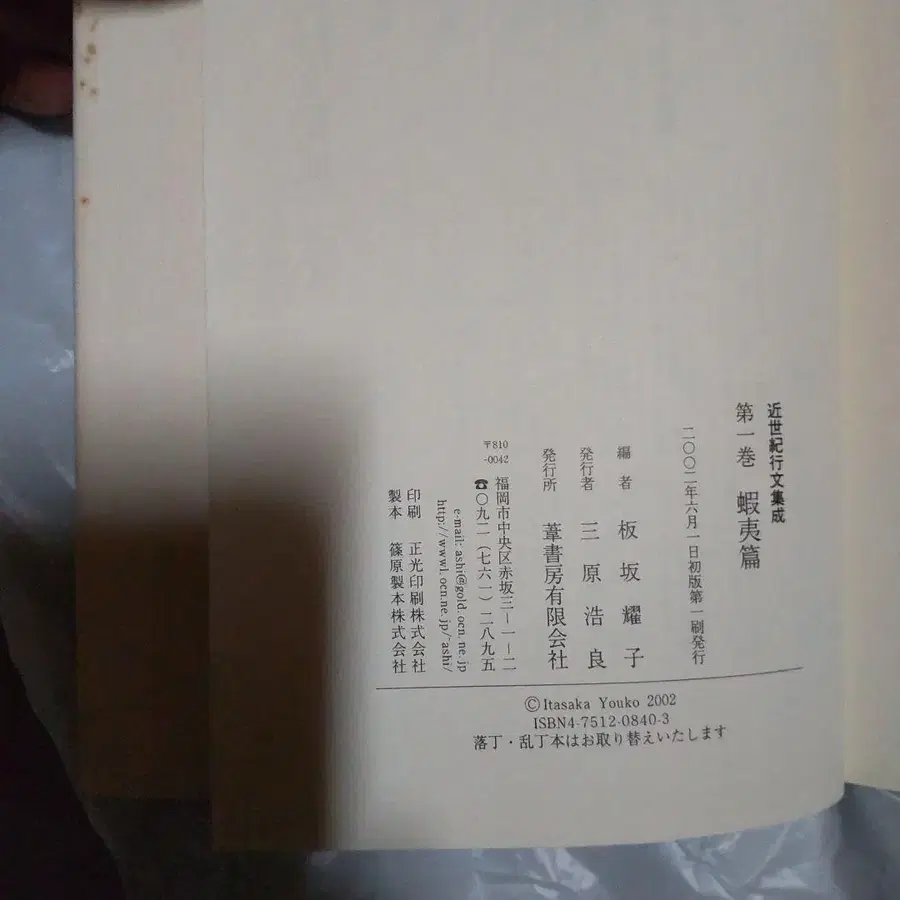 近世紀行文集成
第一巻 蝦夷篇
二〇〇二年六月一日初版第一刷発行
編者 板坂耀子
発行者 三原浩良
発行所 葦書房有限会社
〒810
-0042
福岡市中央区赤坂三ー一ー二
☎〇九二(七六一)二八九五
e-mail: ashi@gold.ocn.ne.jp
http://www1.ocn.ne.jp/~ashi/
印刷 正光印刷株式会社
製本 篠原製本株式会社
©Itasaka Youko 2002
ISBN4-7512-0840-3
落丁・乱丁本はお取り替えいたします